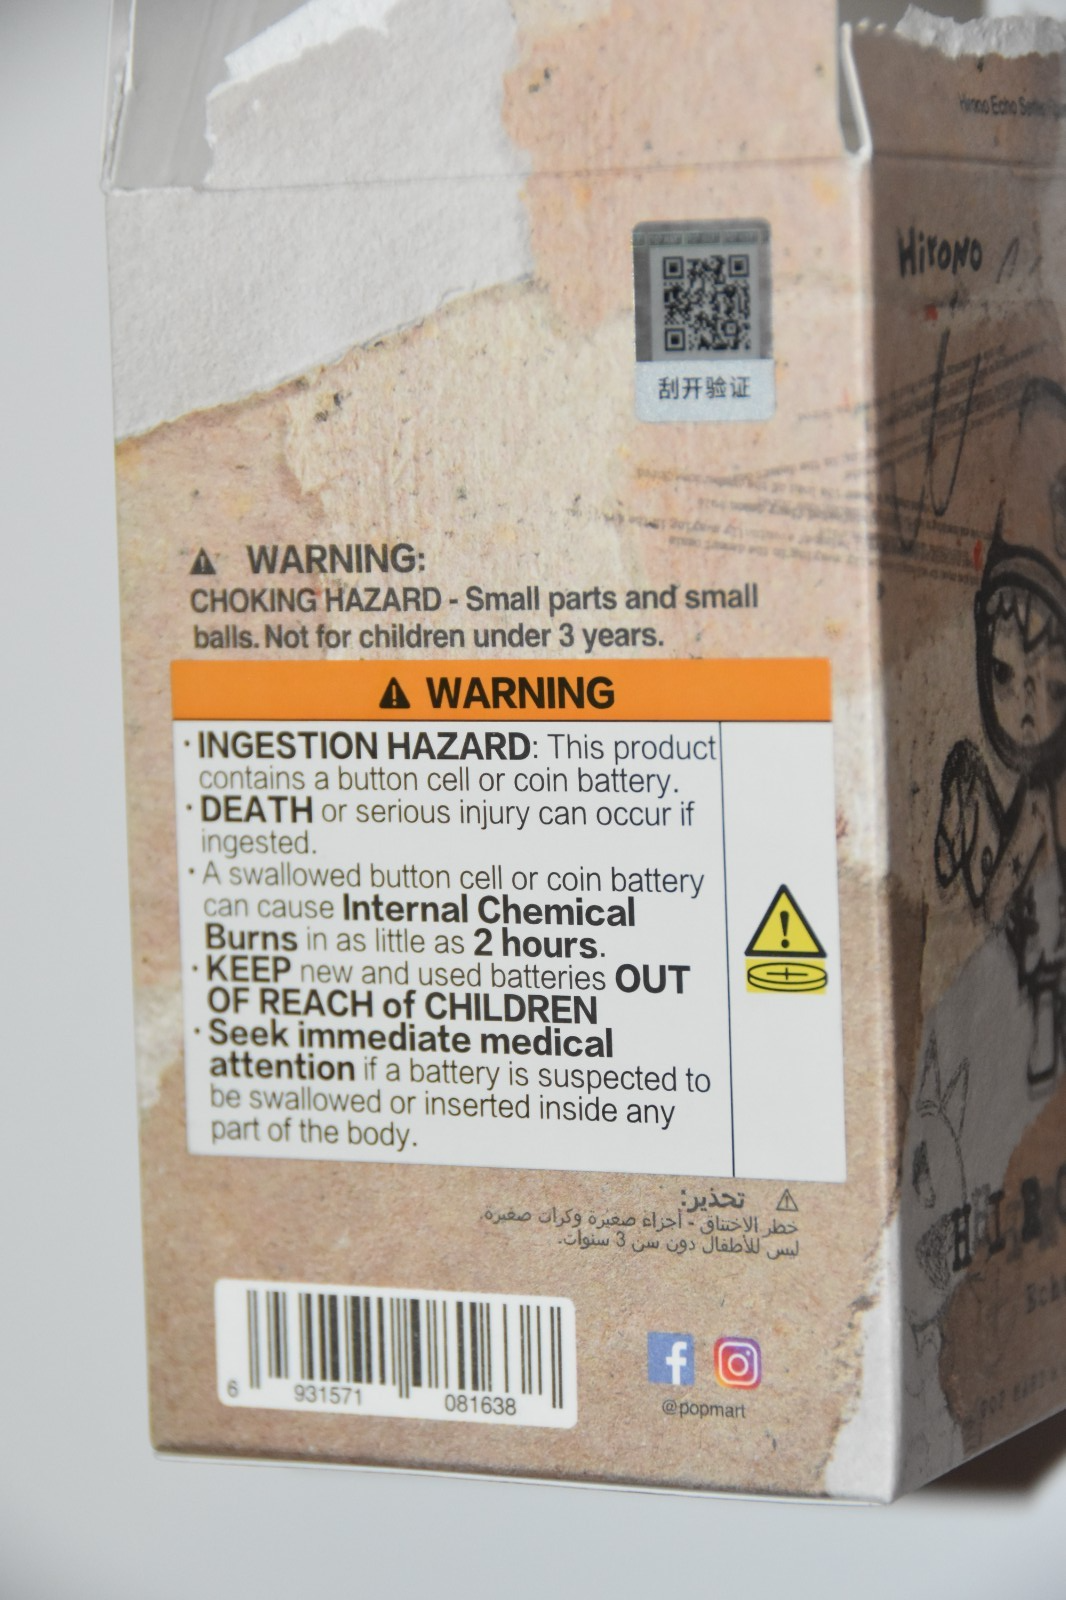 Hirono Echo Series
Hirono
刮开验证
WARNING:
CHOKING HAZARD - Small parts and small
balls. Not for children under 3 years.
WARNING
· INGESTION HAZARD: This product
contains a button cell or coin battery.
· DEATH or serious injury can occur if
ingested.
· A swallowed button cell or coin battery
can cause Internal Chemical
Burns in as little as 2 hours.
· KEEP new and used batteries OUT
OF REACH of CHILDREN
· Seek immediate medical
attention if a battery is suspected to
be swallowed or inserted inside any
part of the body.
تحذير:
خطر الاختناق - أجزاء صغيرة وكرات صغيرة.
ليس للأطفال دون سن 3 سنوات.
6 931571 081638
@popmart